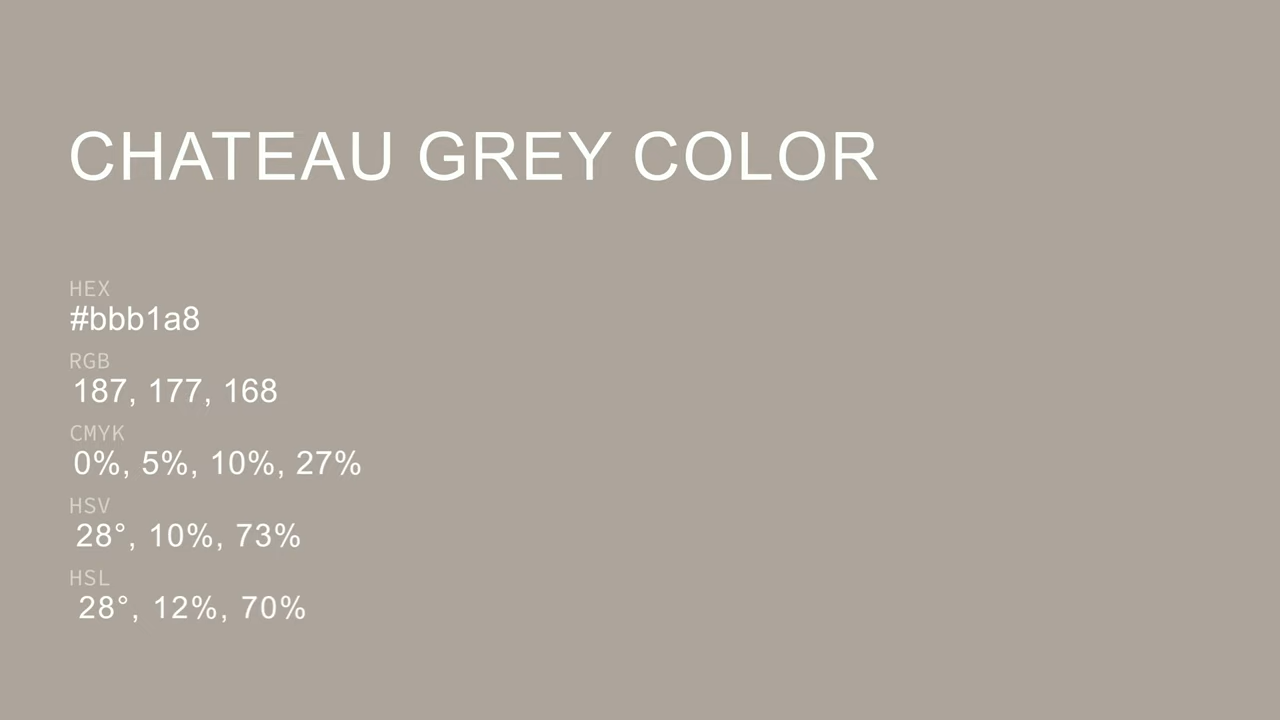 CHATEAU GREY COLOR
HEX
#bbb1a8
RGB
187, 177, 168
CMYK
0%, 5%, 10%, 27%
HSV
28°, 10%, 73%
HSL
28°, 12%, 70%